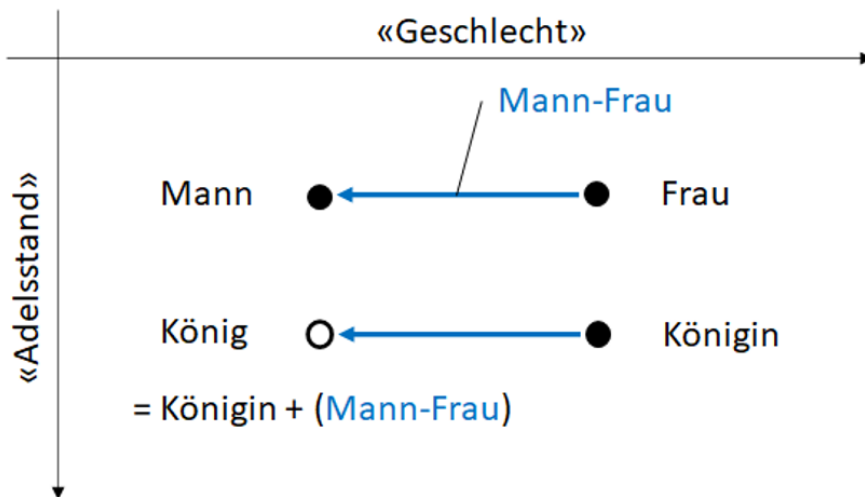 «Geschlecht»
Mann-Frau
Mann
Frau
«Adelsstand»
König
Königin
= Königin + (Mann-Frau)